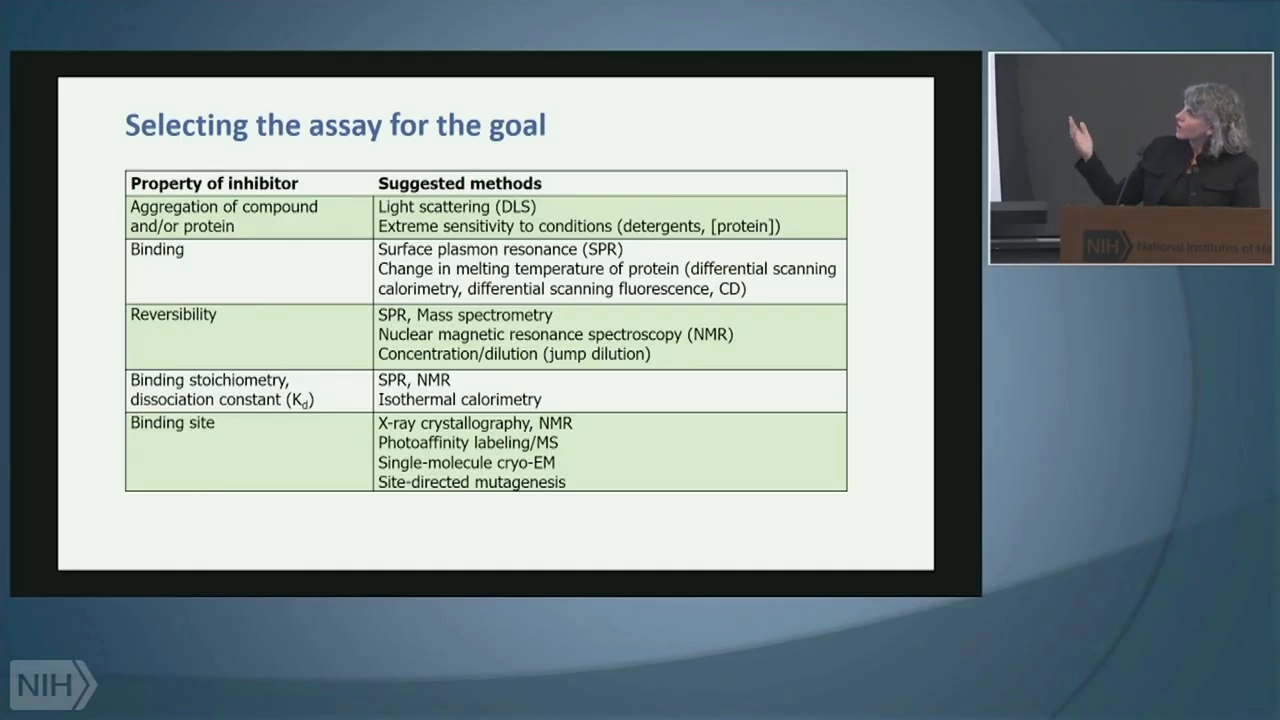 Selecting the assay for the goal
Property of inhibitor Suggested methods
Aggregation of compound
and/or protein
Light scattering (DLS)
Extreme sensitivity to conditions (detergents, [protein])
Binding
Surface plasmon resonance (SPR)
Change in melting temperature of protein (differential scanning
calorimetry, differential scanning fluorescence, CD)
Reversibility
SPR, Mass spectrometry
Nuclear magnetic resonance spectroscopy (NMR)
Concentration/dilution (jump dilution)
Binding stoichiometry,
dissociation constant (Kd)
SPR, NMR
Isothermal calorimetry
Binding site
X-ray crystallography, NMR
Photoaffinity labeling/MS
Single-molecule cryo-EM
Site-directed mutagenesis
NIH National Institutes of
NIH